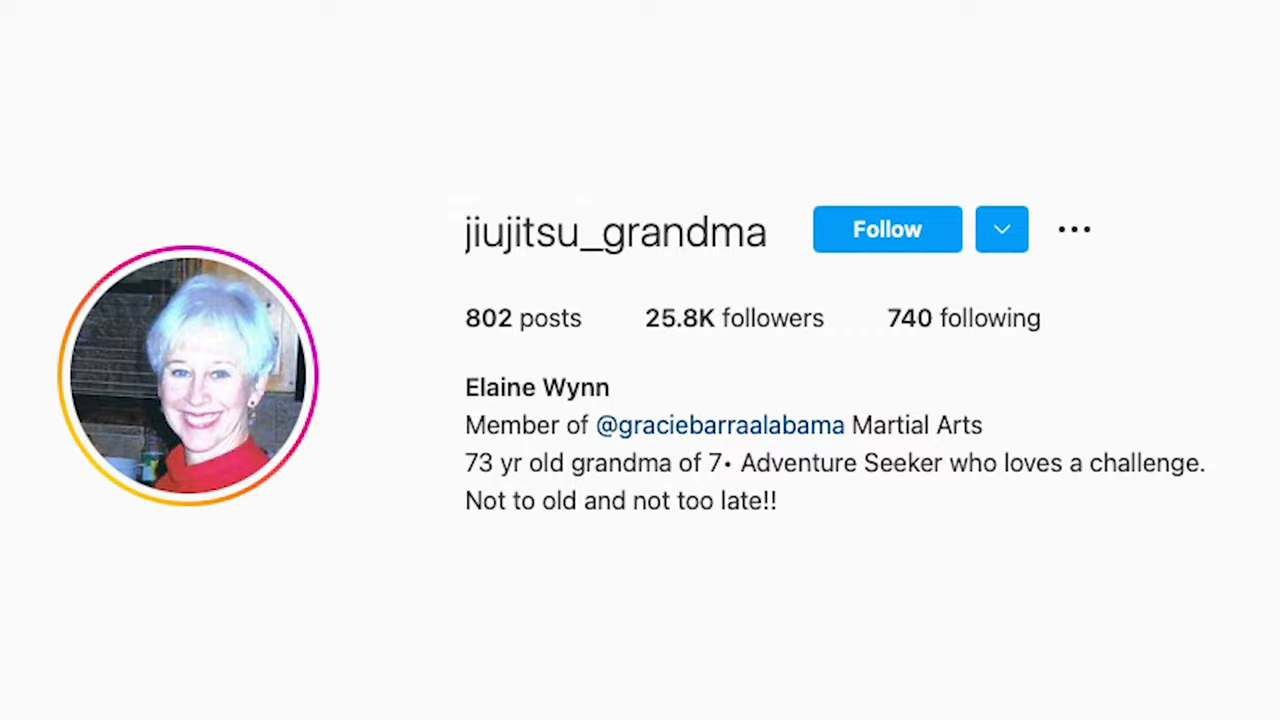 jiujitsu_grandma Follow
802 posts 25.8K followers 740 following
Elaine Wynn
Member of @graciebarraalabama Martial Arts
73 yr old grandma of 7• Adventure Seeker who loves a challenge.
Not to old and not too late!!